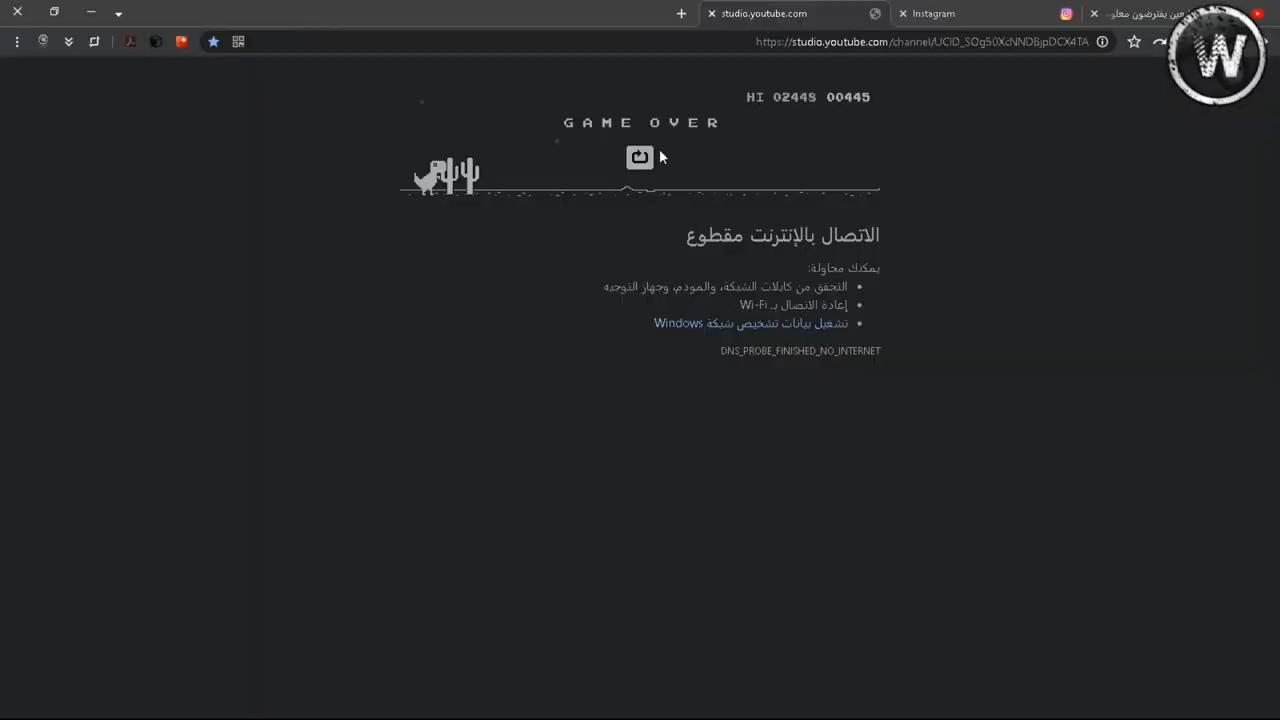 studio.youtube.com
Instagram
عين يفترضون
https://studio.youtube.com/channel/UCID_SOg50XcNNDBjpDCX4TA
W
HI 02448 00445
GAME OVER
الاتصال بالإنترنت مقطوع
يمكنك محاولة:
التحقق من كابلات الشبكة، والمودم، وجهاز التوجيه
إعادة الاتصال بـ Wi-Fi
تشغيل بيانات تشخيص شبكة Windows
DNS_PROBE_FINISHED_NO_INTERNET